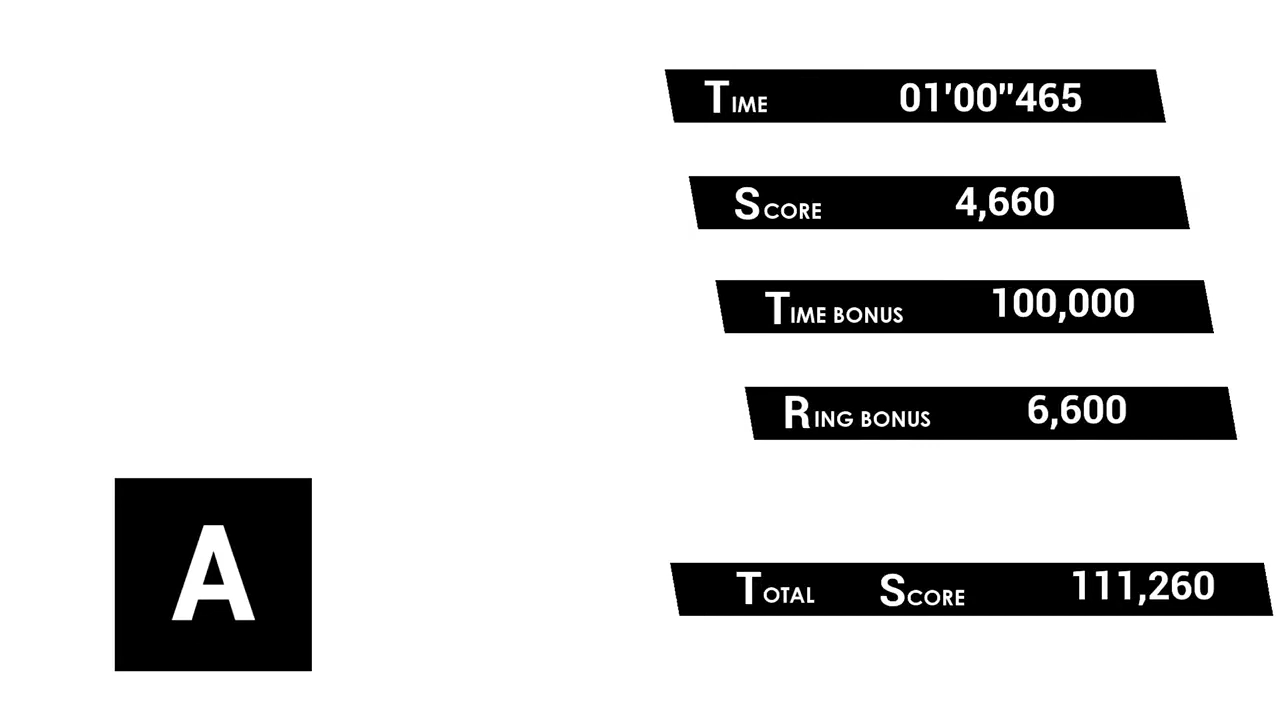 TIME 01'00"465
SCORE 4,660
TIME BONUS 100,000
RING BONUS 6,600
A
TOTAL SCORE 111,260